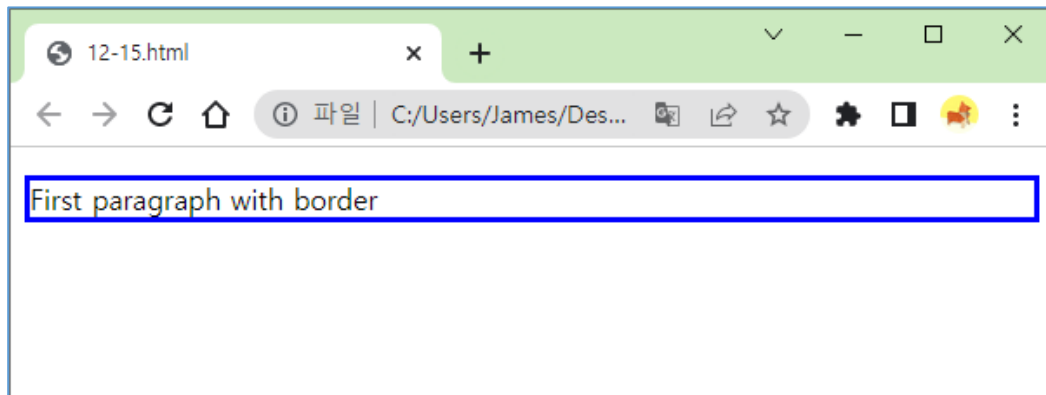 12-15.html
파일 | C:/Users/James/Des...
First paragraph with border